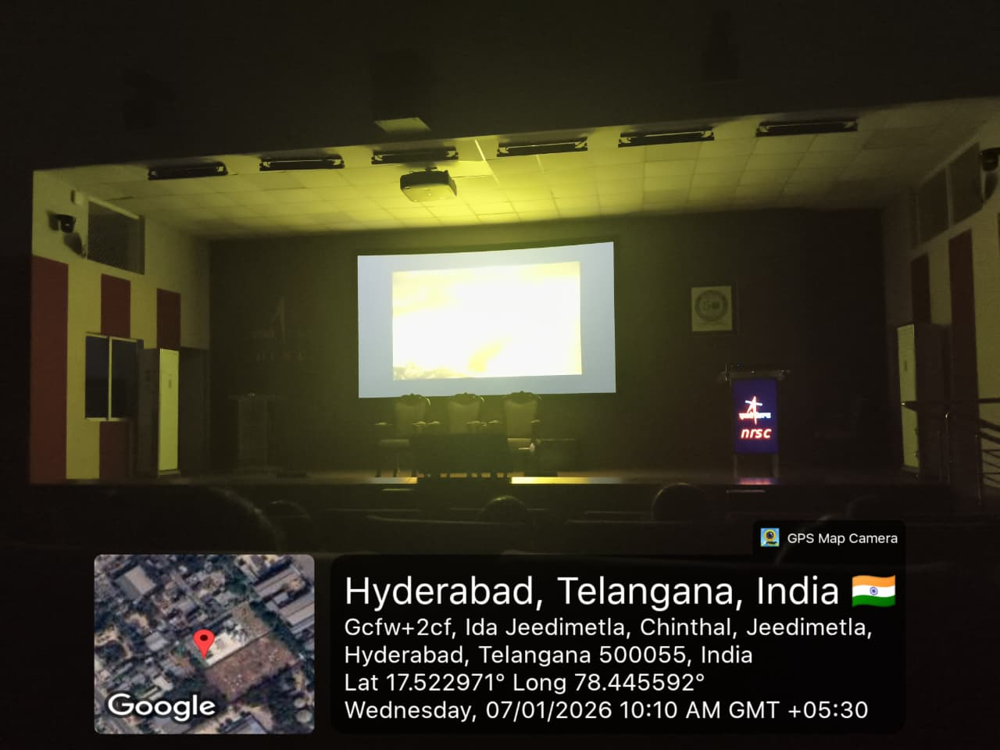 nrsc
GPS Map Camera
Hyderabad, Telangana, India
Gcfw+2cf, Ida Jeedimetla, Chinthal, Jeedimetla,
Hyderabad, Telangana 500055, India
Lat 17.522971° Long 78.445592°
Wednesday, 07/01/2026 10:10 AM GMT +05:30
Google